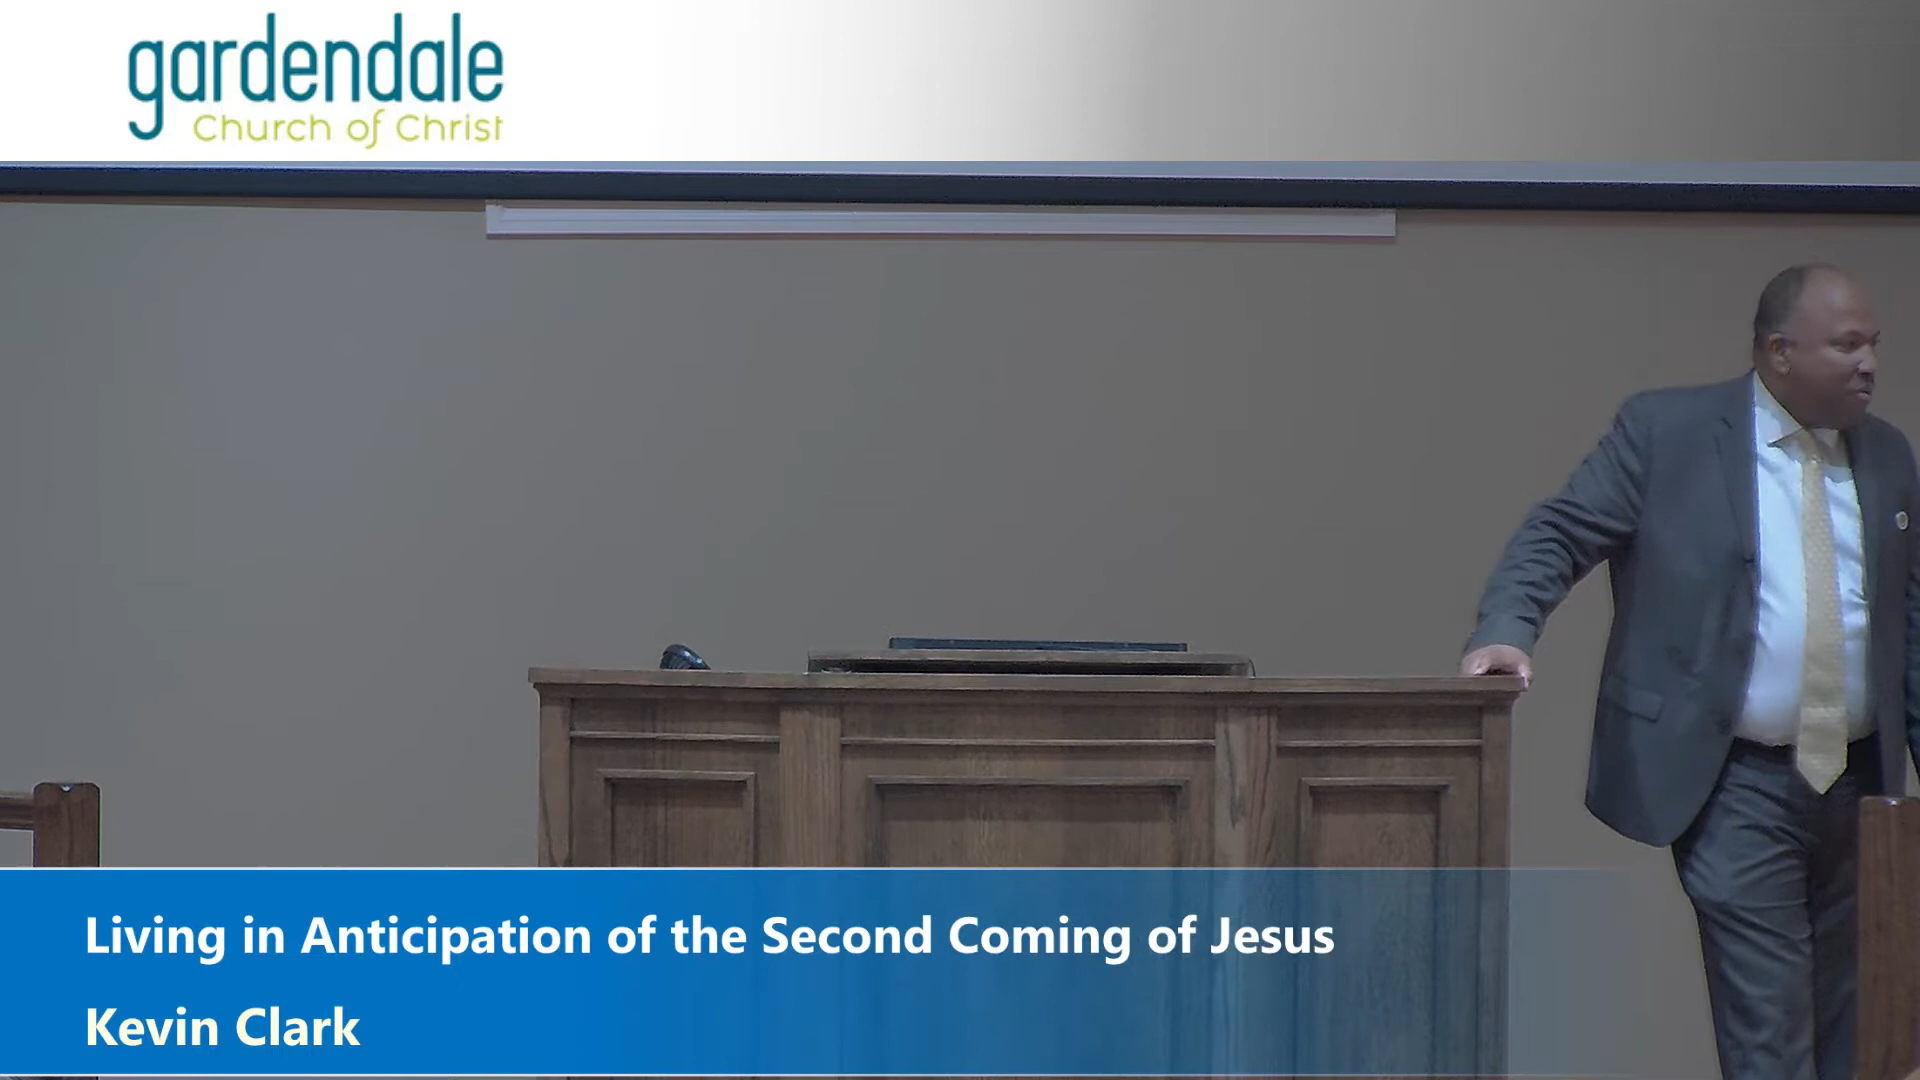 gardendale
Church of Christ
Living in Anticipation of the Second Coming of Jesus
Kevin Clark